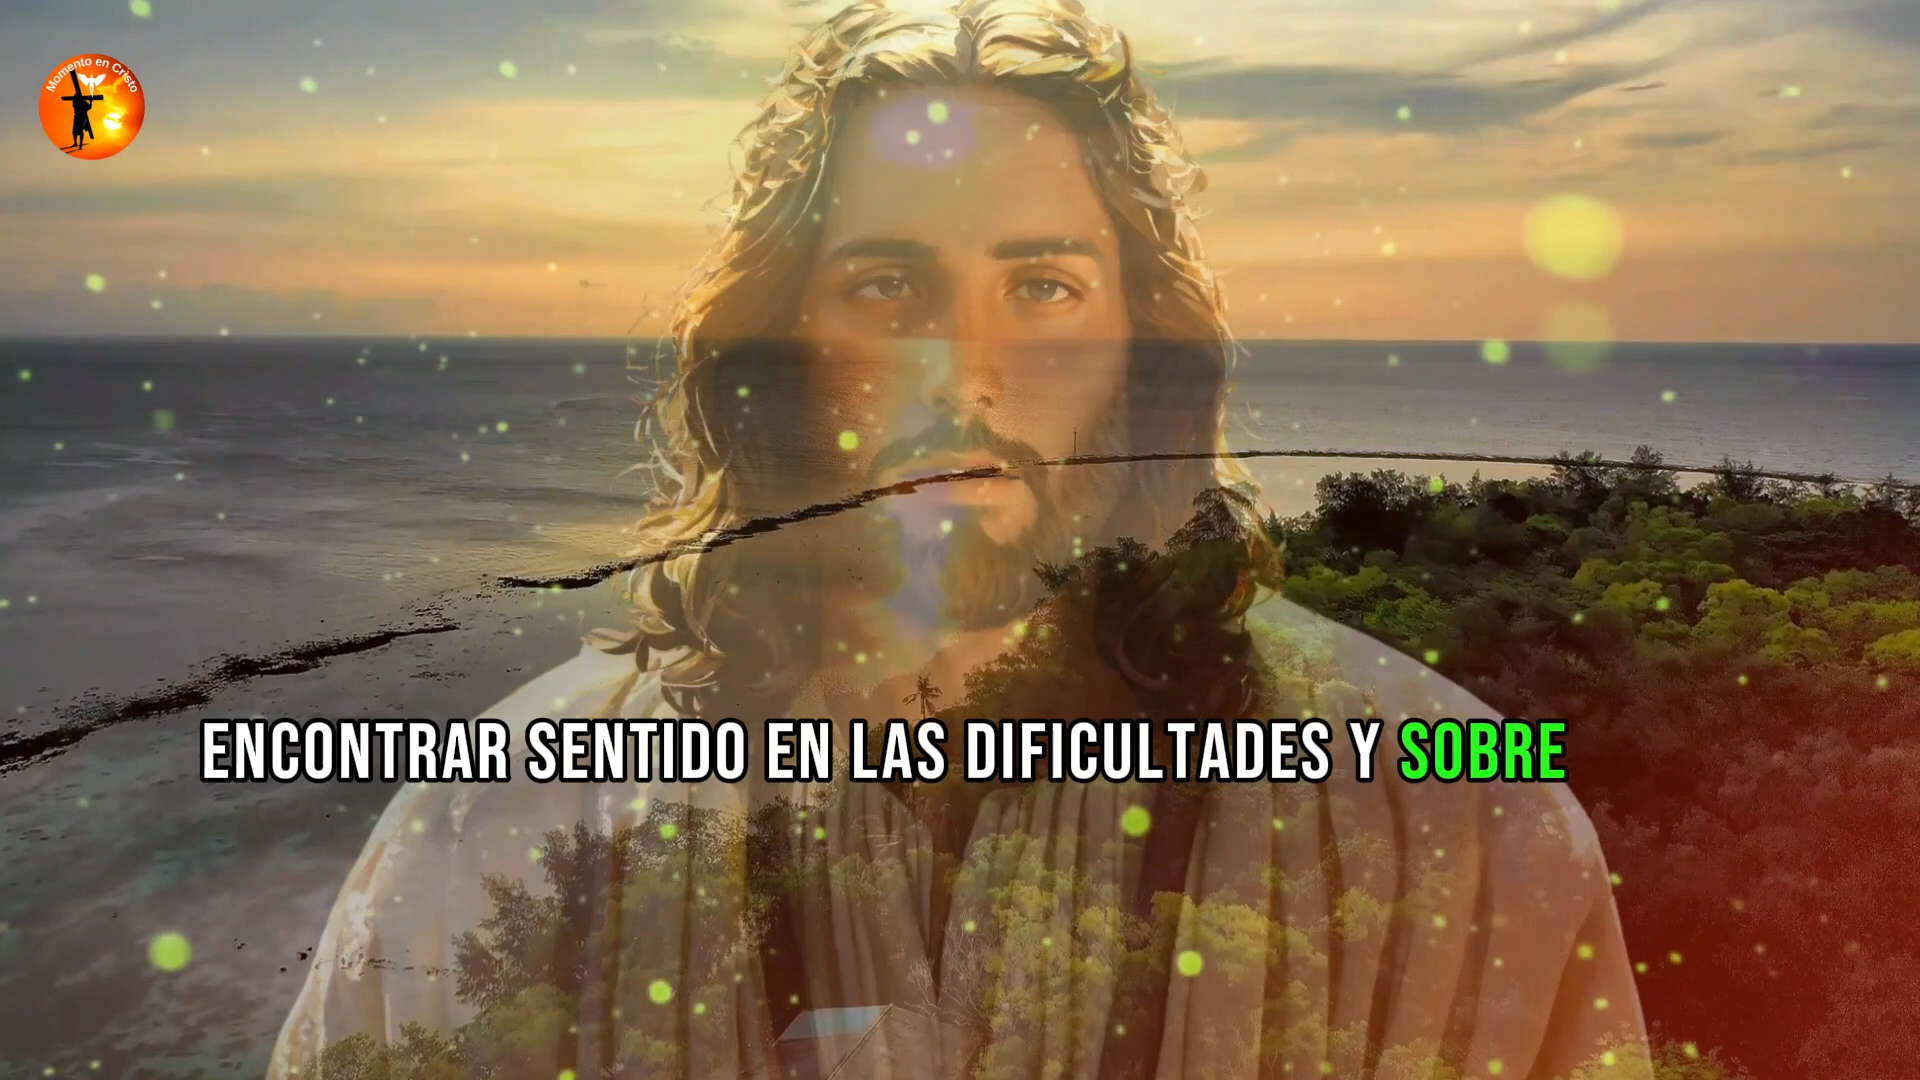 Momento en Cristo
ENCONTRAR SENTIDO EN LAS DIFICULTADES Y SOBRE